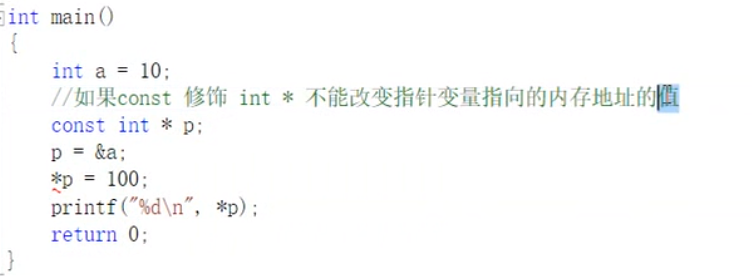 int main()
{
    int a = 10;
    //如果const 修饰 int * 不能改变指针变量指向的内存地址的值
    const int * p;
    p = &a;
    *p = 100;
    printf("%d\n", *p);
    return 0;
}